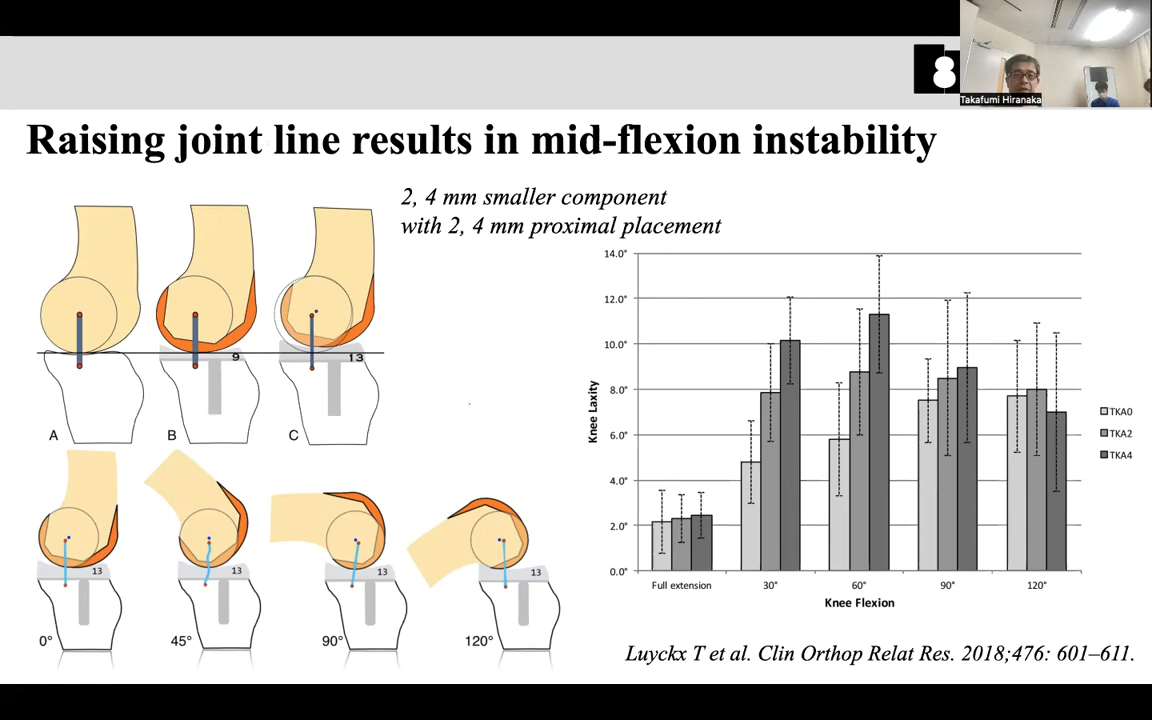 Takafumi Hiranaka
Raising joint line results in mid-flexion instability
2, 4 mm smaller component
with 2, 4 mm proximal placement
9
13
A
B
C
13
13
13
13
0°
45°
90°
120°
14.0°
12.0°
10.0°
8.0°
6.0°
4.0°
2.0°
0.0°
Knee Laxity
Full extension
30°
60°
90°
120°
Knee Flexion
TKA0
TKA2
TKA4
Luyckx T et al. Clin Orthop Relat Res. 2018;476: 601–611.